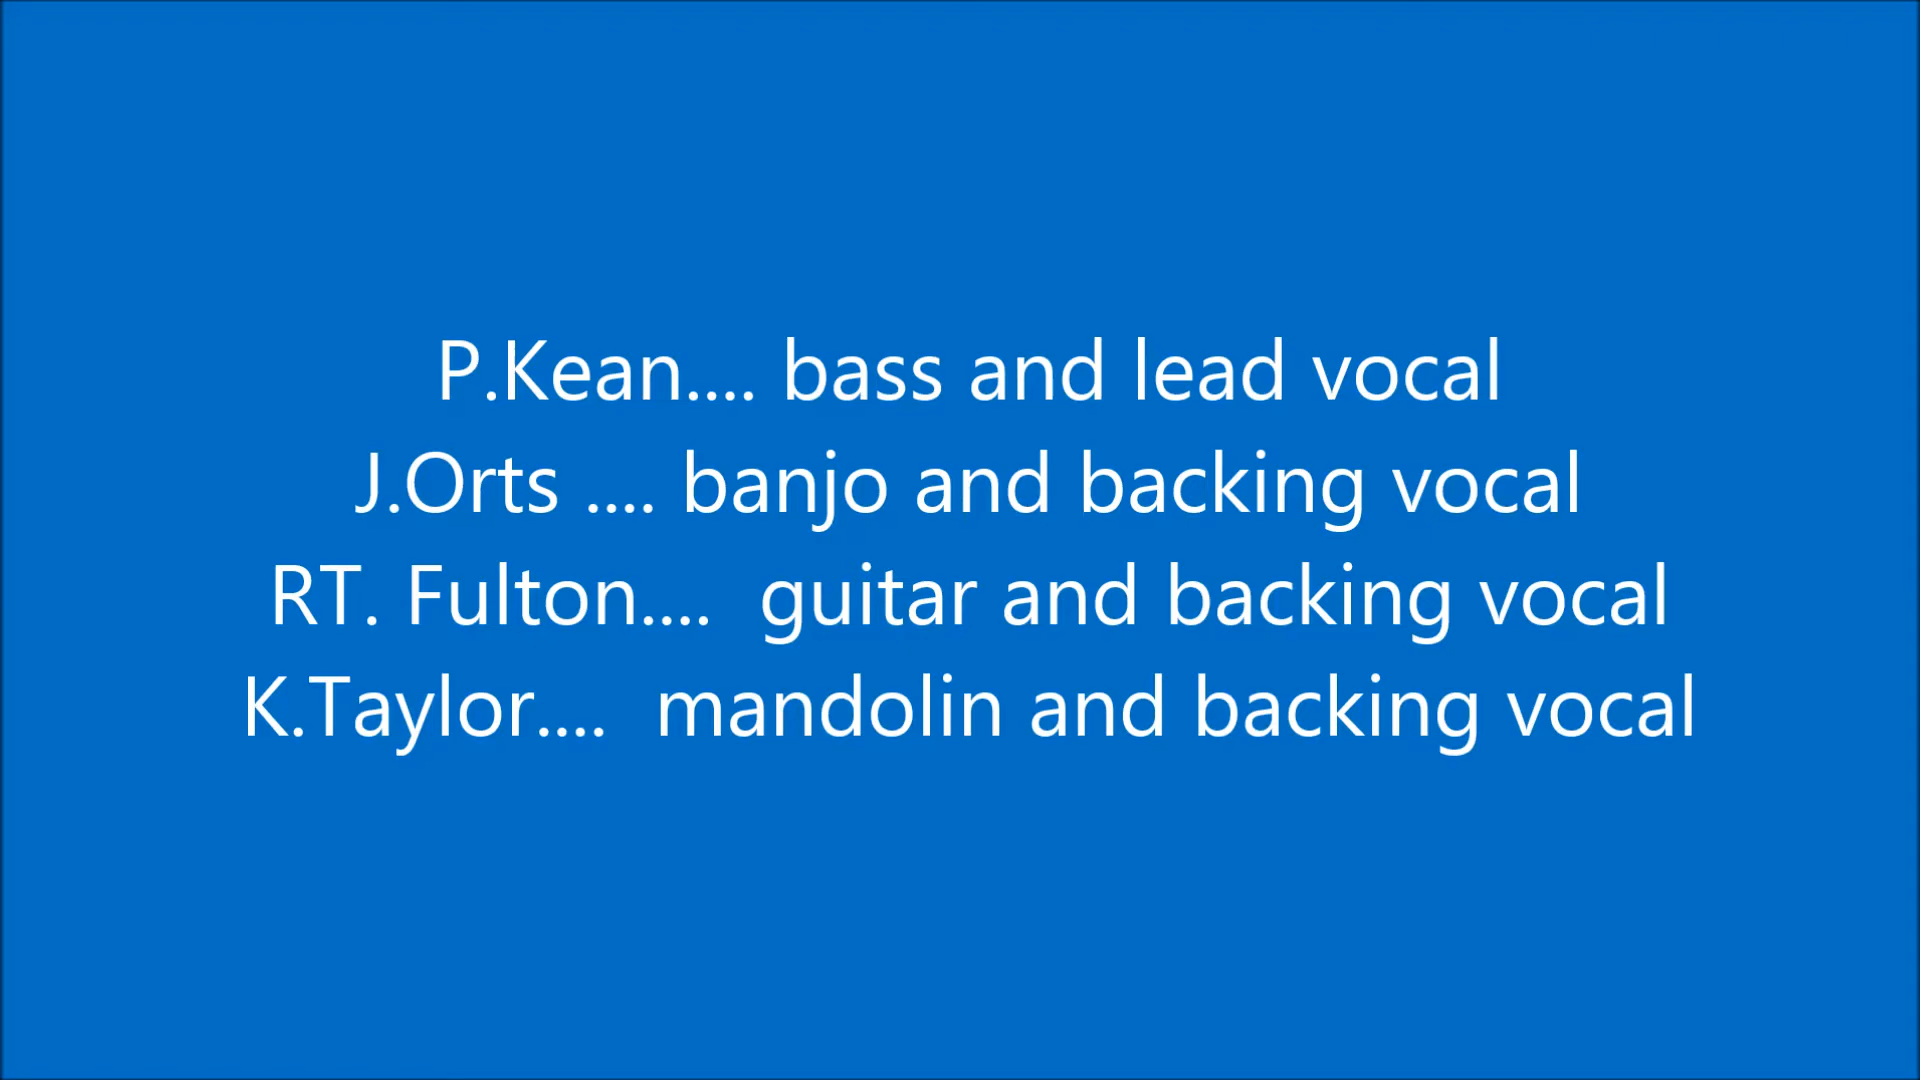 P.Kean.... bass and lead vocal
J.Orts .... banjo and backing vocal
RT. Fulton....  guitar and backing vocal
K.Taylor....  mandolin and backing vocal